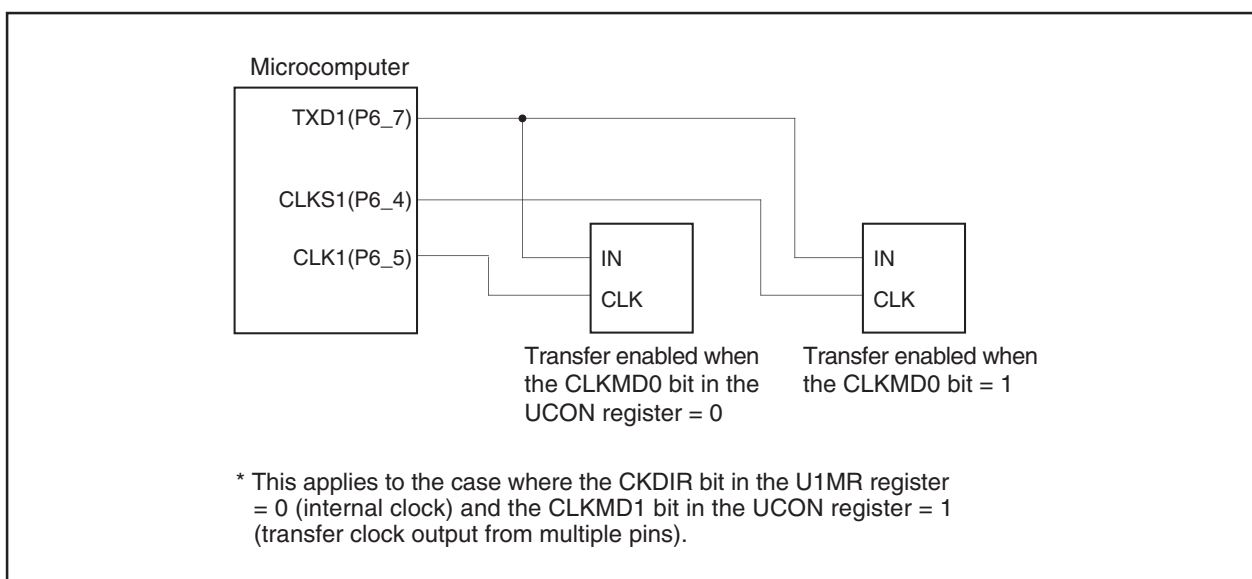 Microcomputer
TXD1(P6_7)
CLKS1(P6_4)
CLK1(P6_5)
IN
CLK
IN
CLK
Transfer enabled when
the CLKMD0 bit in the
UCON register = 0
Transfer enabled when
the CLKMD0 bit = 1
* This applies to the case where the CKDIR bit in the U1MR register
= 0 (internal clock) and the CLKMD1 bit in the UCON register = 1
(transfer clock output from multiple pins).